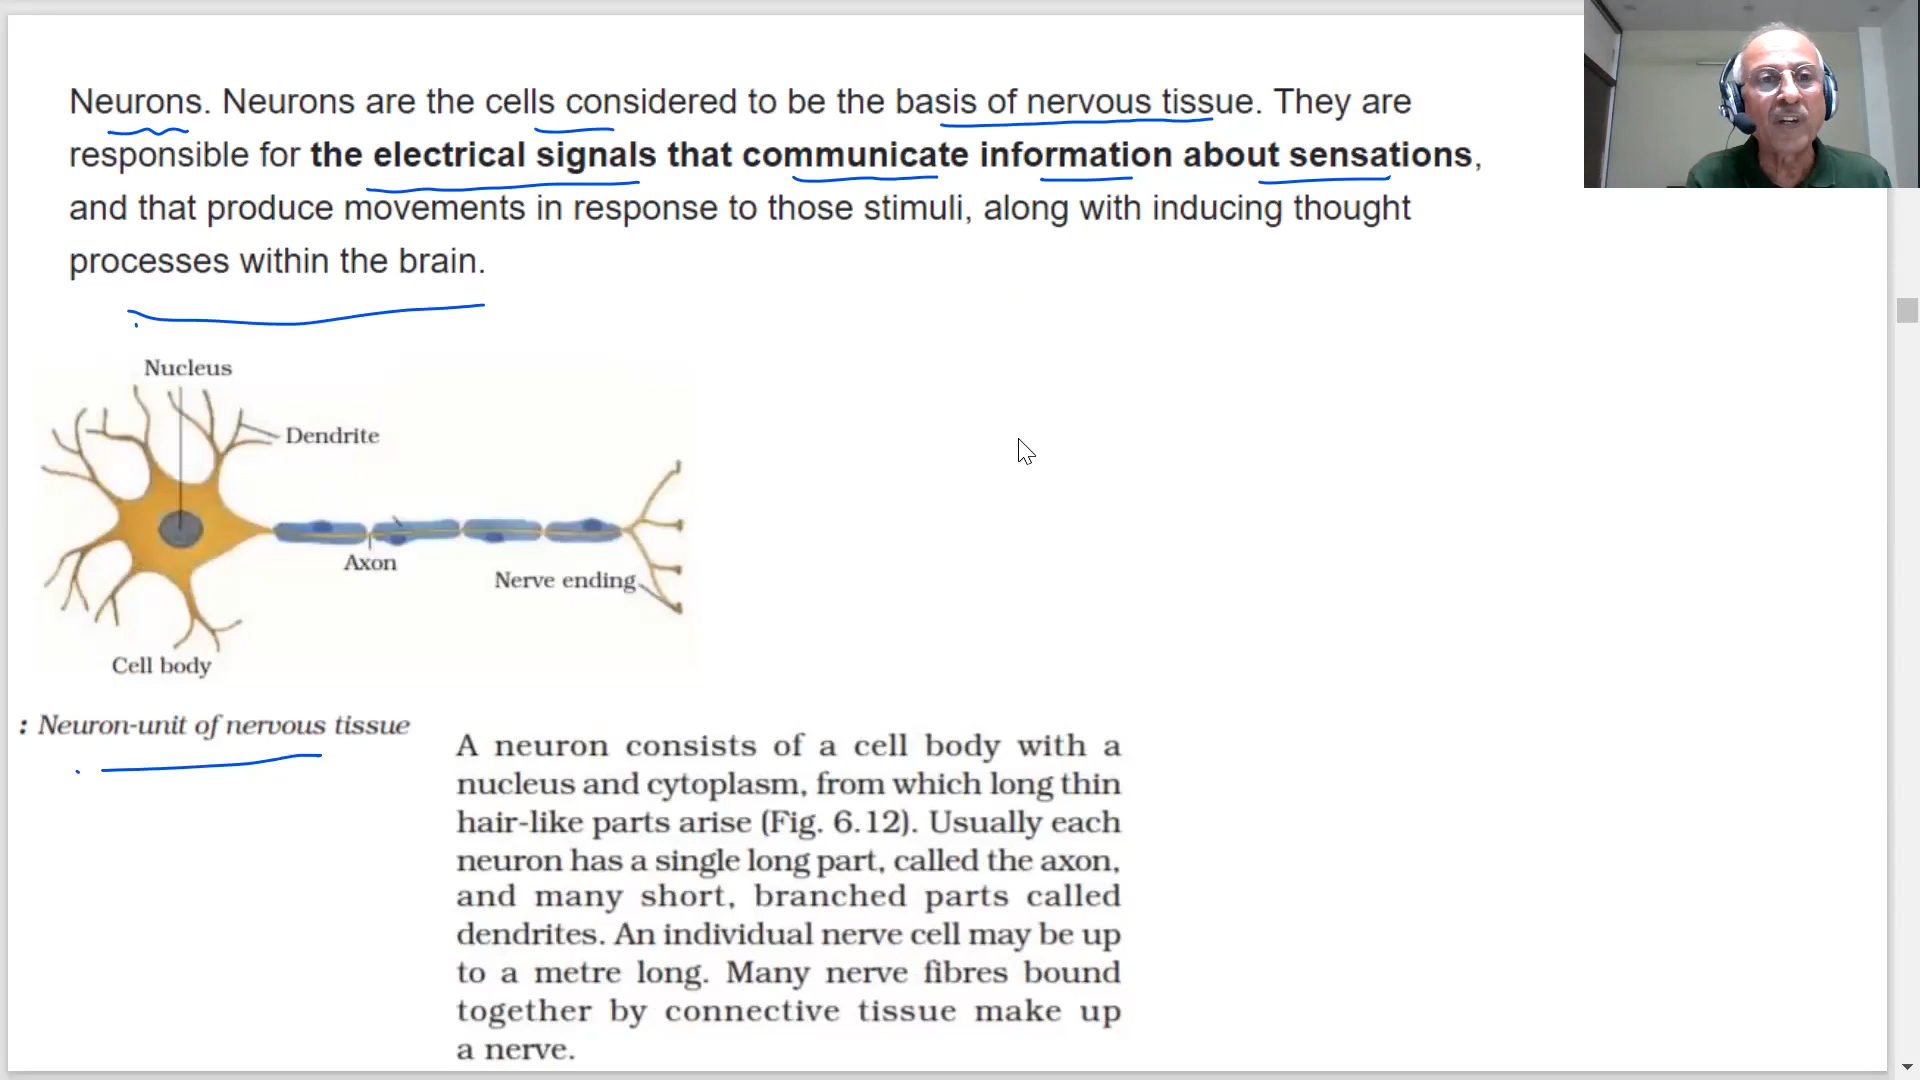 Neurons. Neurons are the cells considered to be the basis of nervous tissue. They are
responsible for the electrical signals that communicate information about sensations,
and that produce movements in response to those stimuli, along with inducing thought
processes within the brain.
Nucleus
Dendrite
Axon
Nerve ending
Cell body
: Neuron-unit of nervous tissue
A neuron consists of a cell body with a
nucleus and cytoplasm, from which long thin
hair-like parts arise (Fig. 6.12). Usually each
neuron has a single long part, called the axon,
and many short, branched parts called
dendrites. An individual nerve cell may be up
to a metre long. Many nerve fibres bound
together by connective tissue make up
a nerve.